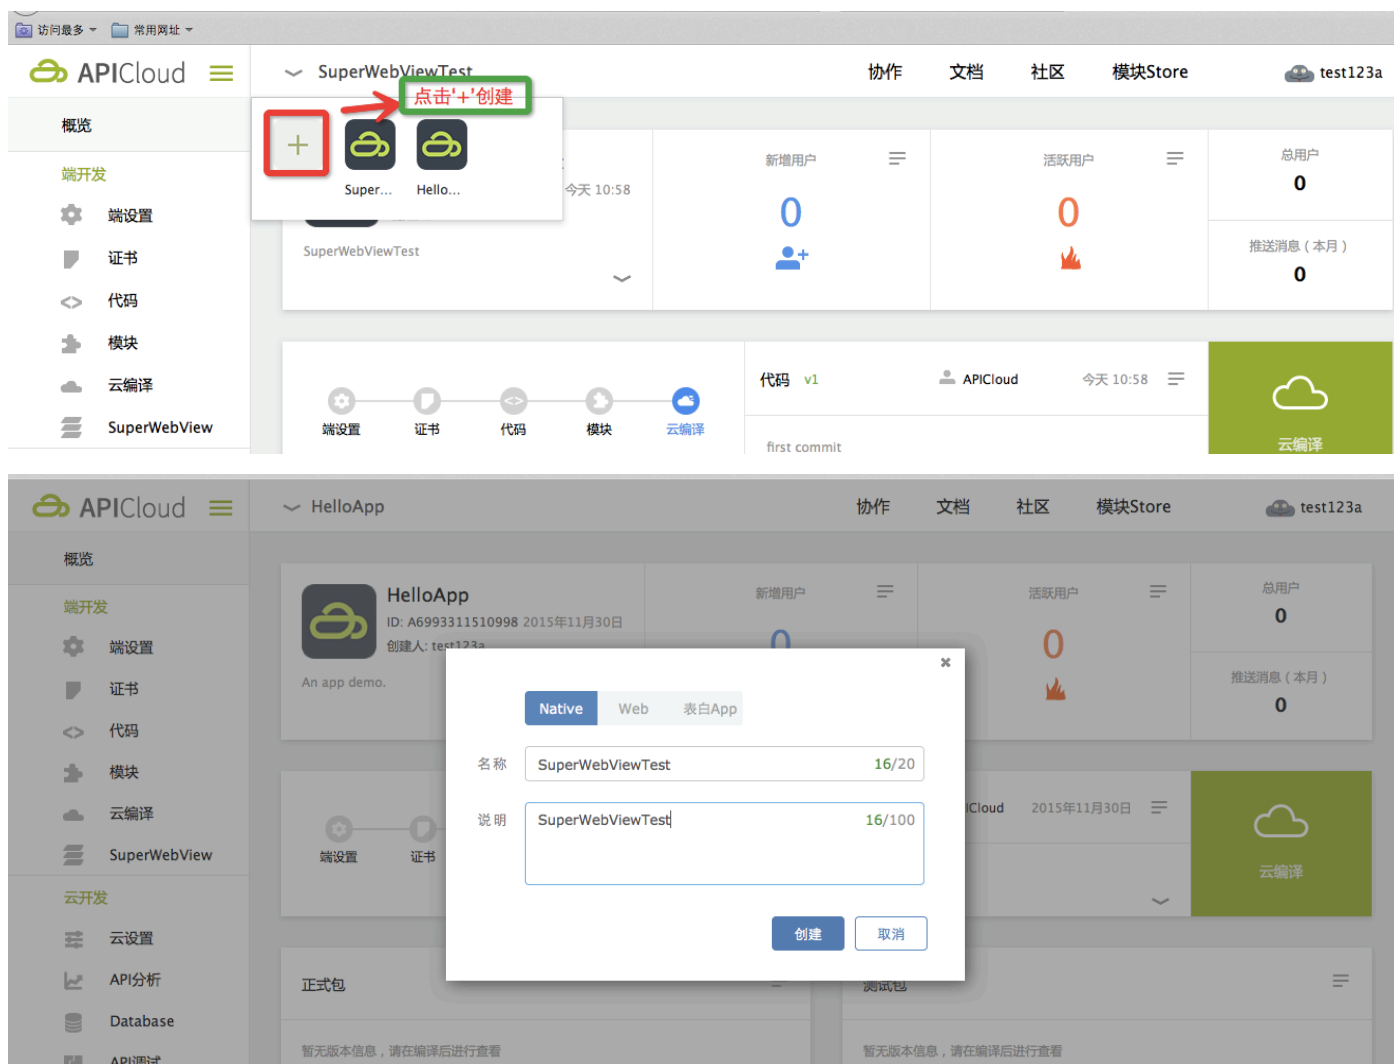 访问最多 常用网址
APICloud SuperWebViewTest 协作 文档 社区 模块Store test123a
点击'+'创建
概览
端开发
端设置
证书
代码
模块
云编译
SuperWebView
Super... Hello...
今天 10:58
SuperWebViewTest
新增用户
0
活跃用户
0
总用户
0
推送消息（本月）
0
端设置 证书 代码 模块 云编译
代码 v1 APICloud 今天 10:58
first commit
云编译
APICloud HelloApp 协作 文档 社区 模块Store test123a
概览
端开发
端设置
证书
代码
模块
云编译
SuperWebView
云开发
云设置
API分析
Database
API调试
HelloApp
ID: A6993311510998 2015年11月30日
创建人: test123a
An app demo.
新增用户
0
活跃用户
0
总用户
0
推送消息（本月）
0
Native Web 表白App
名称 SuperWebViewTest 16/20
说明 SuperWebViewTest 16/100
创建 取消
端设置 证书
ICloud 2015年11月30日
云编译
正式包
暂无版本信息，请在编译后进行查看
测试包
暂无版本信息，请在编译后进行查看